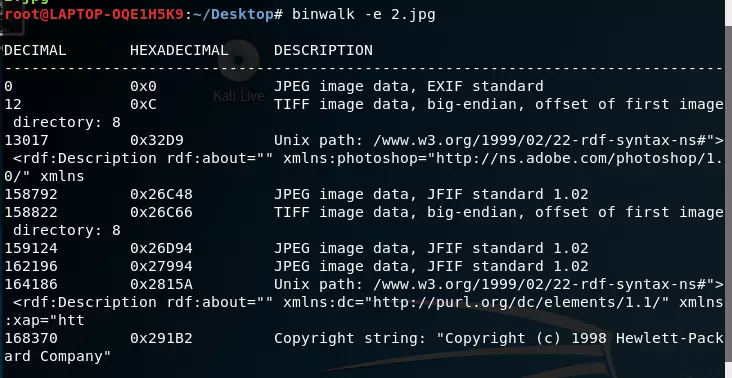 2.jpg
root@LAPTOP-OQE1H5K9:~/Desktop# binwalk -e 2.jpg
DECIMAL       HEXADECIMAL     DESCRIPTION
--------------------------------------------------------------------------------
0             0x0             JPEG image data, EXIF standard
12            0xC             TIFF image data, big-endian, offset of first image
 directory: 8
13017         0x32D9          Unix path: /www.w3.org/1999/02/22-rdf-syntax-ns#">
 <rdf:Description rdf:about="" xmlns:photoshop="http://ns.adobe.com/photoshop/1.
0/" xmlns
158792        0x26C48         JPEG image data, JFIF standard 1.02
158822        0x26C66         TIFF image data, big-endian, offset of first image
 directory: 8
159124        0x26D94         JPEG image data, JFIF standard 1.02
162196        0x27994         JPEG image data, JFIF standard 1.02
164186        0x2815A         Unix path: /www.w3.org/1999/02/22-rdf-syntax-ns#">
 <rdf:Description rdf:about="" xmlns:dc="http://purl.org/dc/elements/1.1/" xmlns
:xap="htt
168370        0x291B2         Copyright string: "Copyright (c) 1998 Hewlett-Pack
ard Company"
Kali Live